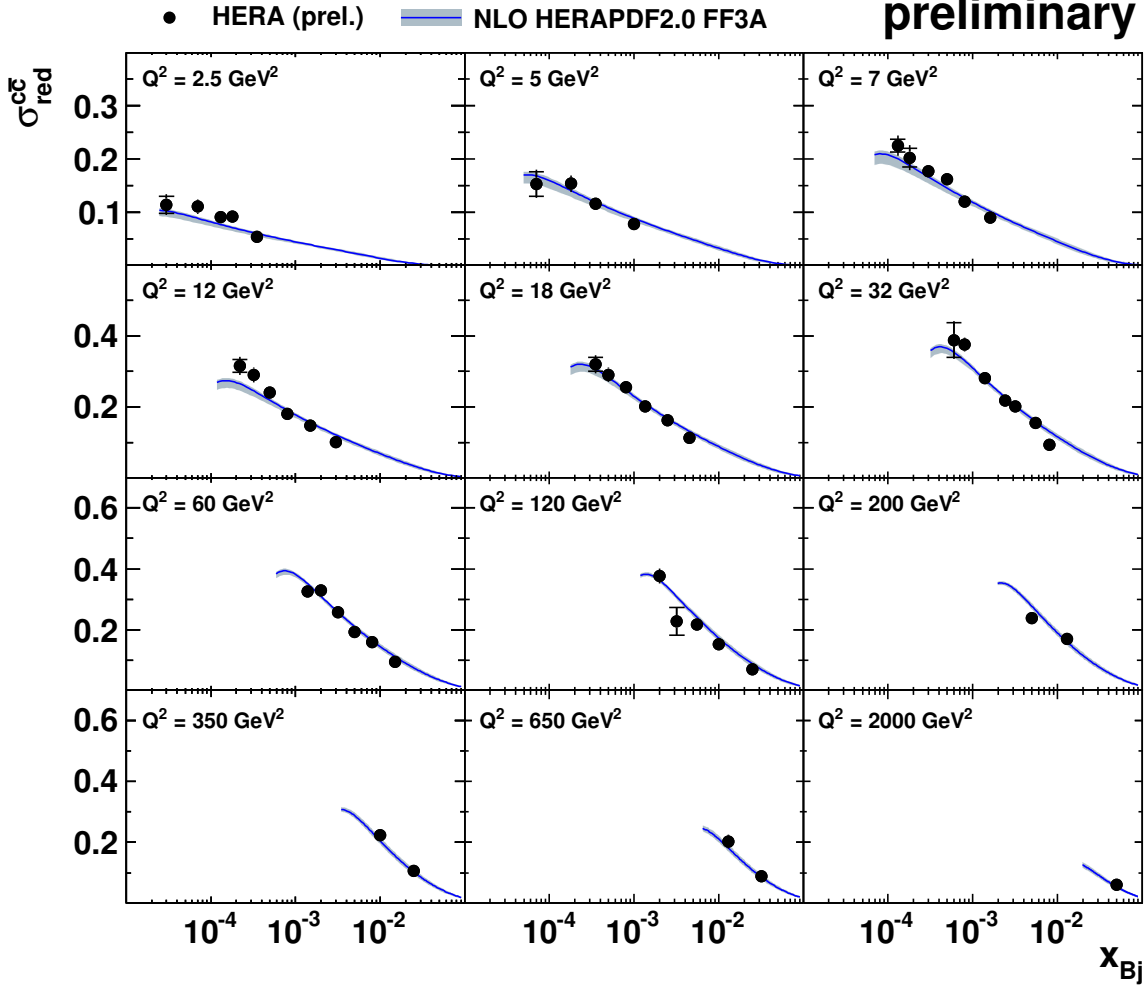 HERA (prel.) NLO HERAPDF2.0 FF3A preliminary
σ_red^cc̅
Q² = 2.5 GeV² Q² = 5 GeV² Q² = 7 GeV²
0.3
0.2
0.1
Q² = 12 GeV² Q² = 18 GeV² Q² = 32 GeV²
0.4
0.2
Q² = 60 GeV² Q² = 120 GeV² Q² = 200 GeV²
0.6
0.4
0.2
Q² = 350 GeV² Q² = 650 GeV² Q² = 2000 GeV²
0.6
0.4
0.2
10⁻⁴ 10⁻³ 10⁻² 10⁻⁴ 10⁻³ 10⁻² 10⁻⁴ 10⁻³ 10⁻²
x_Bj